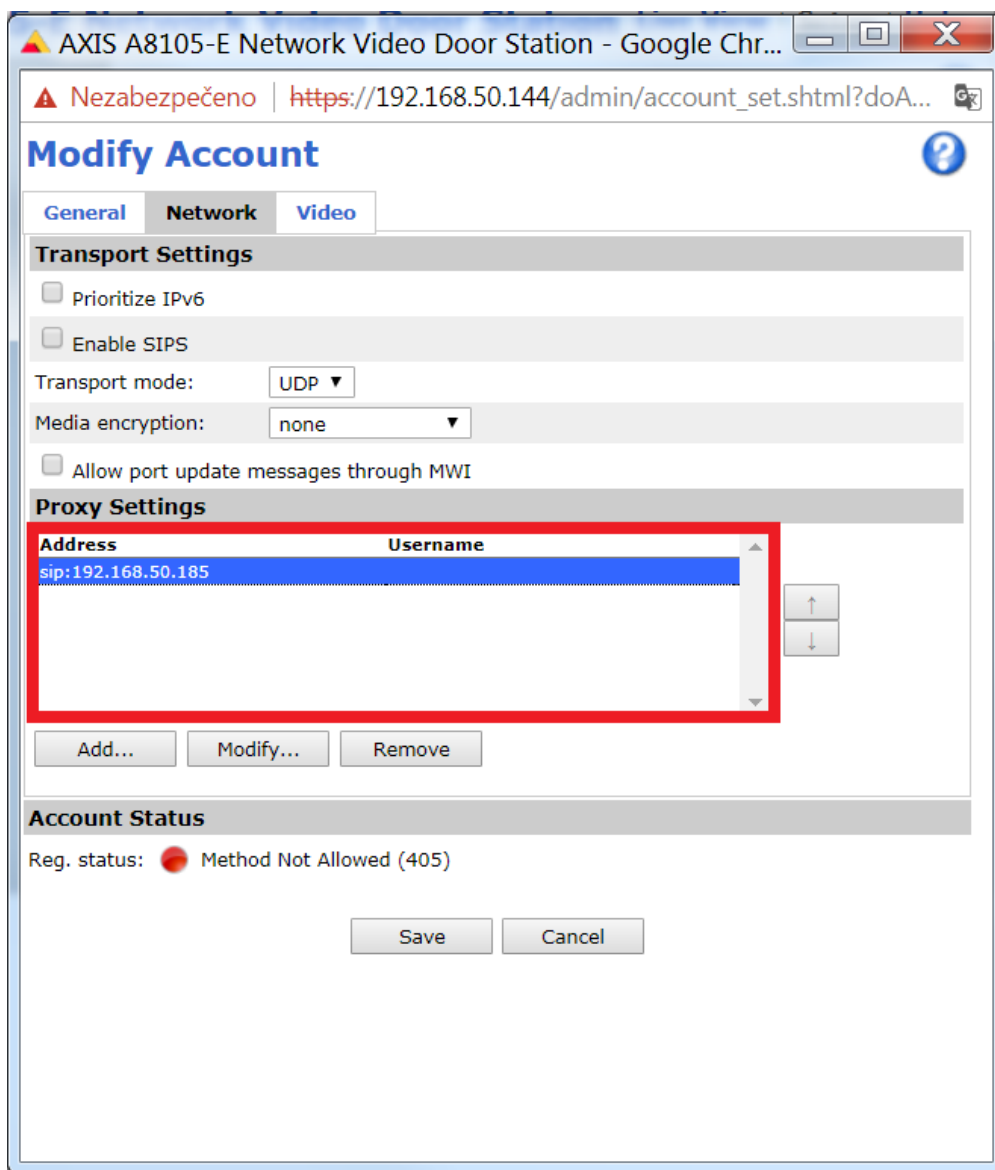 AXIS A8105-E Network Video Door Station - Google Chr...
Nezabezpečeno | https://192.168.50.144/admin/account_set.shtml?doA...
Modify Account
General Network Video
Transport Settings
Prioritize IPv6
Enable SIPS
Transport mode: UDP
Media encryption: none
Allow port update messages through MWI
Proxy Settings
Address Username
sip:192.168.50.185
↑
↓
Add... Modify... Remove
Account Status
Reg. status: Method Not Allowed (405)
Save Cancel